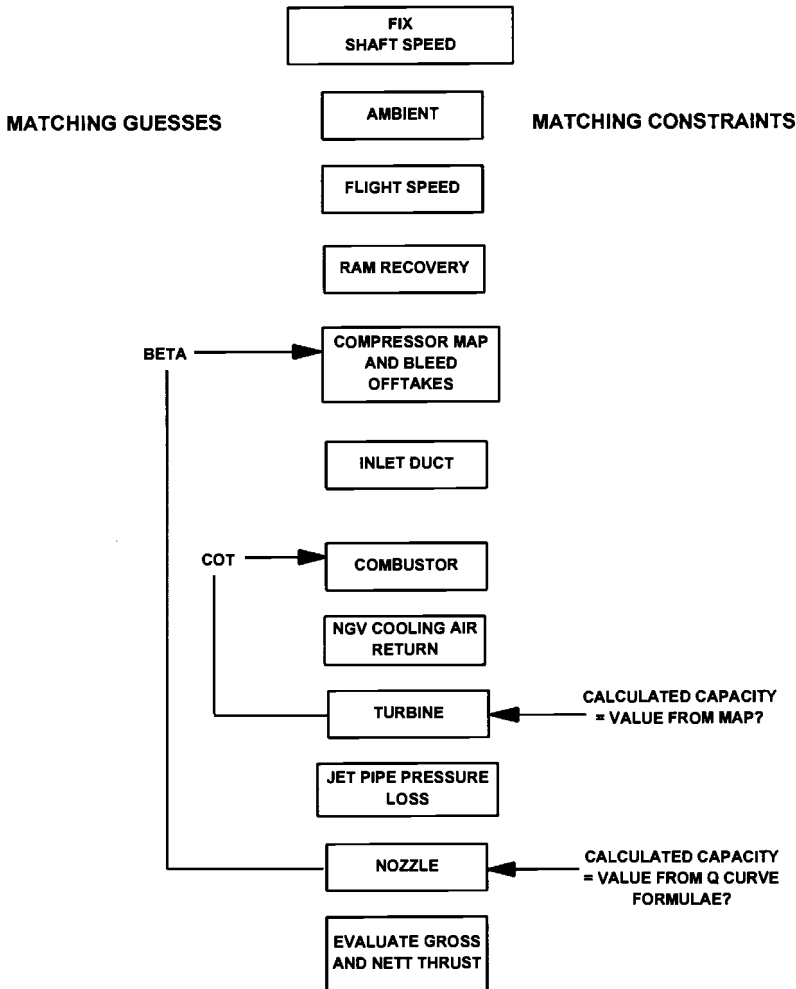 FIX
SHAFT SPEED
MATCHING GUESSES
AMBIENT
MATCHING CONSTRAINTS
FLIGHT SPEED
RAM RECOVERY
BETA
COMPRESSOR MAP
AND BLEED
OFFTAKES
INLET DUCT
COT
COMBUSTOR
NGV COOLING AIR
RETURN
TURBINE
CALCULATED CAPACITY
= VALUE FROM MAP?
JET PIPE PRESSURE
LOSS
NOZZLE
CALCULATED CAPACITY
= VALUE FROM Q CURVE
FORMULAE?
EVALUATE GROSS
AND NETT THRUST